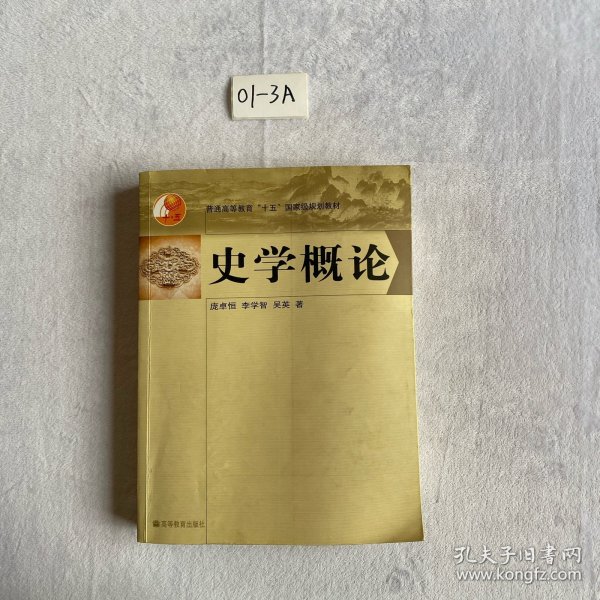 01-3A
普通高等教育“十五”国家级规划教材
十·五
史学概论
庞卓恒 李学智 吴英 著
高等教育出版社
孔夫子旧书网
www.kongfz.com